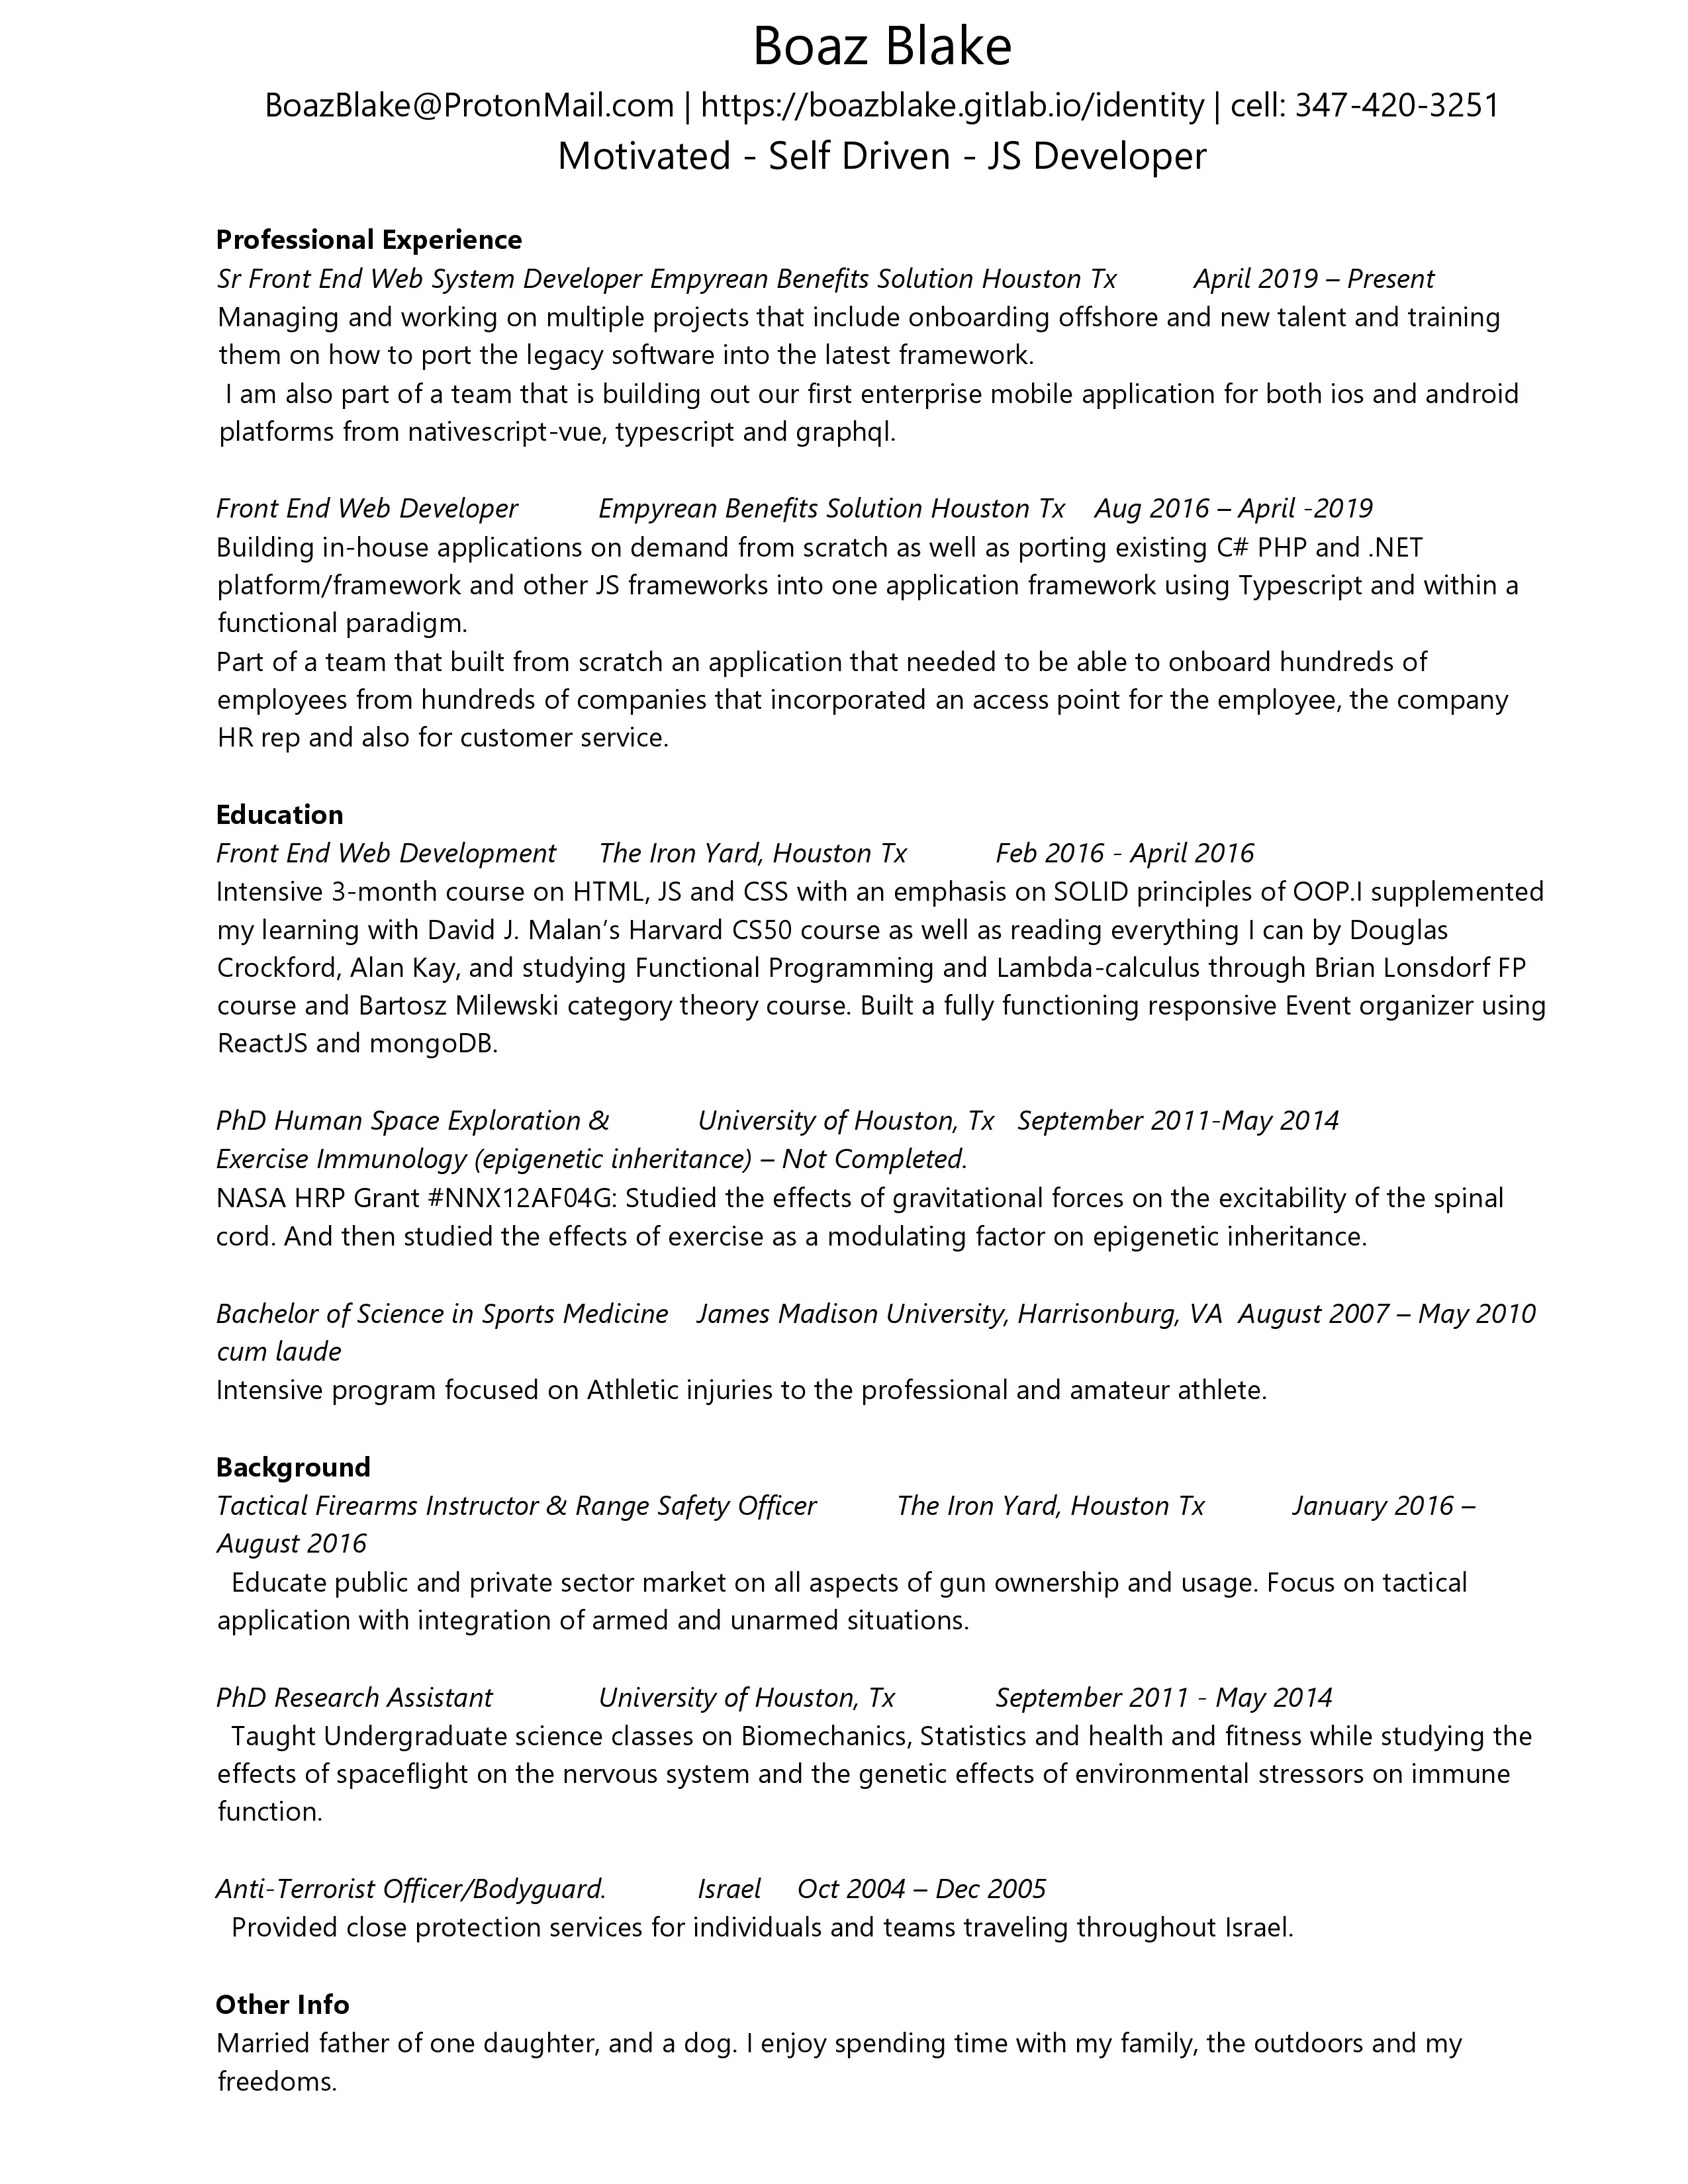 Boaz Blake
BoazBlake@ProtonMail.com | https://boazblake.gitlab.io/identity | cell: 347-420-3251
Motivated - Self Driven - JS Developer
Professional Experience
Sr Front End Web System Developer Empyrean Benefits Solution Houston Tx April 2019 – Present
Managing and working on multiple projects that include onboarding offshore and new talent and training
them on how to port the legacy software into the latest framework.
I am also part of a team that is building out our first enterprise mobile application for both ios and android
platforms from nativescript-vue, typescript and graphql.
Front End Web Developer Empyrean Benefits Solution Houston Tx Aug 2016 – April -2019
Building in-house applications on demand from scratch as well as porting existing C# PHP and .NET
platform/framework and other JS frameworks into one application framework using Typescript and within a
functional paradigm.
Part of a team that built from scratch an application that needed to be able to onboard hundreds of
employees from hundreds of companies that incorporated an access point for the employee, the company
HR rep and also for customer service.
Education
Front End Web Development The Iron Yard, Houston Tx Feb 2016 - April 2016
Intensive 3-month course on HTML, JS and CSS with an emphasis on SOLID principles of OOP.I supplemented
my learning with David J. Malan’s Harvard CS50 course as well as reading everything I can by Douglas
Crockford, Alan Kay, and studying Functional Programming and Lambda-calculus through Brian Lonsdorf FP
course and Bartosz Milewski category theory course. Built a fully functioning responsive Event organizer using
ReactJS and mongoDB.
PhD Human Space Exploration & University of Houston, Tx September 2011-May 2014
Exercise Immunology (epigenetic inheritance) – Not Completed.
NASA HRP Grant #NNX12AF04G: Studied the effects of gravitational forces on the excitability of the spinal
cord. And then studied the effects of exercise as a modulating factor on epigenetic inheritance.
Bachelor of Science in Sports Medicine James Madison University, Harrisonburg, VA August 2007 – May 2010
cum laude
Intensive program focused on Athletic injuries to the professional and amateur athlete.
Background
Tactical Firearms Instructor & Range Safety Officer The Iron Yard, Houston Tx January 2016 –
August 2016
Educate public and private sector market on all aspects of gun ownership and usage. Focus on tactical
application with integration of armed and unarmed situations.
PhD Research Assistant University of Houston, Tx September 2011 - May 2014
Taught Undergraduate science classes on Biomechanics, Statistics and health and fitness while studying the
effects of spaceflight on the nervous system and the genetic effects of environmental stressors on immune
function.
Anti-Terrorist Officer/Bodyguard. Israel Oct 2004 – Dec 2005
Provided close protection services for individuals and teams traveling throughout Israel.
Other Info
Married father of one daughter, and a dog. I enjoy spending time with my family, the outdoors and my
freedoms.